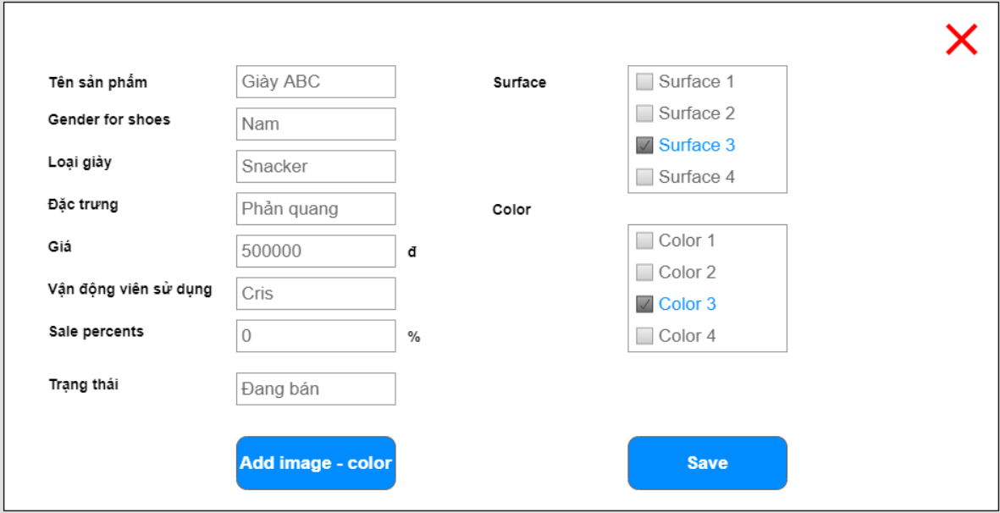 Tên sản phẩm
Giày ABC
Gender for shoes
Nam
Loại giày
Snacker
Đặc trưng
Phản quang
Giá
500000
đ
Vận động viên sử dụng
Cris
Sale percents
0
%
Trạng thái
Đang bán
Add image - color
Surface
Surface 1
Surface 2
Surface 3
Surface 4
Color
Color 1
Color 2
Color 3
Color 4
Save